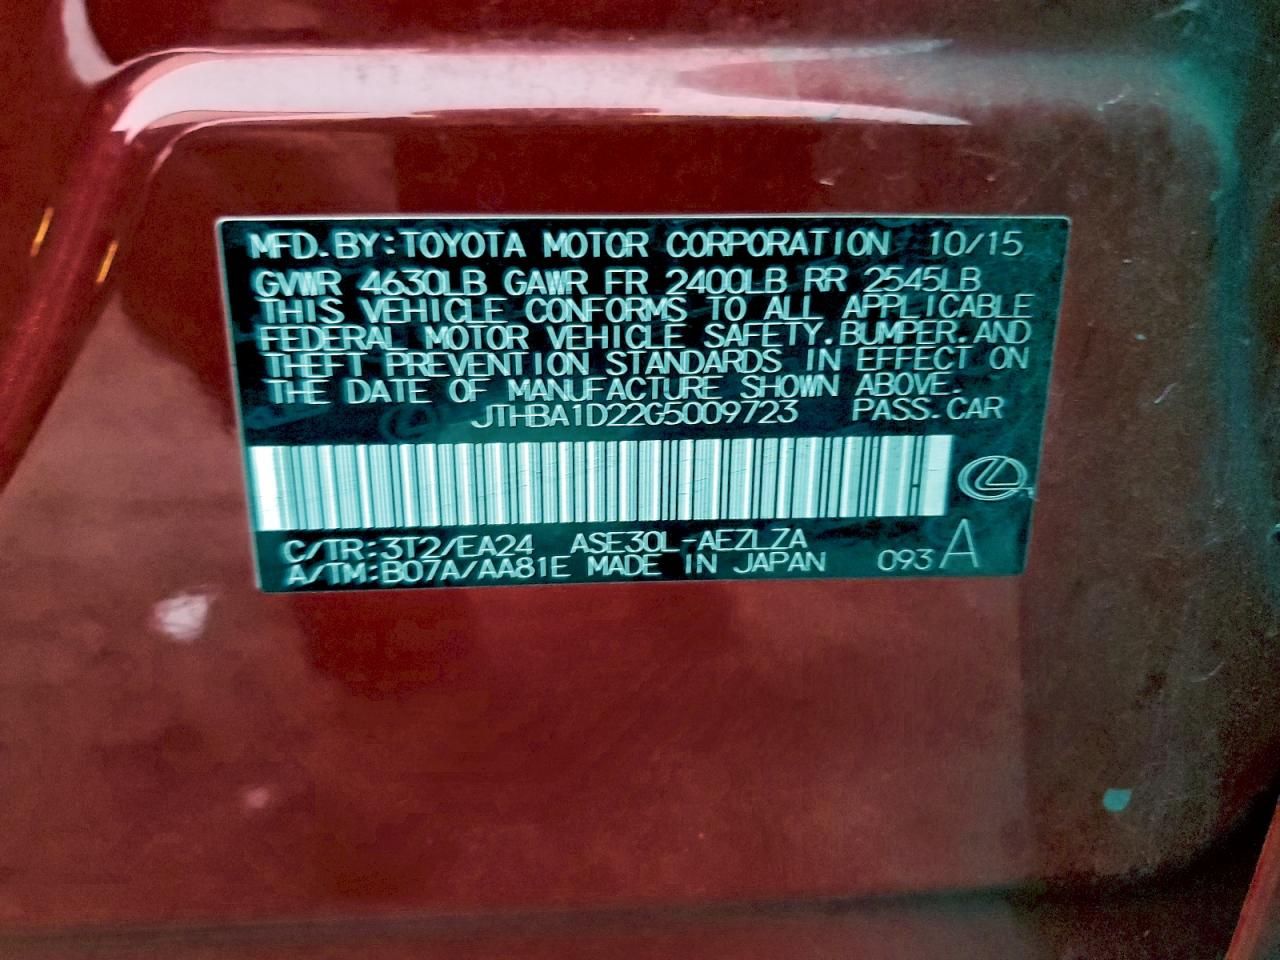 MFD. BY: TOYOTA MOTOR CORPORATION 10/15
GVWR 4630LB GAWR FR 2400LB RR 2545LB
THIS VEHICLE CONFORMS TO ALL APPLICABLE
FEDERAL MOTOR VEHICLE SAFETY, BUMPER, AND
THEFT PREVENTION STANDARDS IN EFFECT ON
THE DATE OF MANUFACTURE SHOWN ABOVE.
JTHBA1D22G5009723 PASS. CAR
C/TR: 3T2/EA24 ASE30L-AEZLZA
A/TM: B07A/AA81E MADE IN JAPAN 093 A